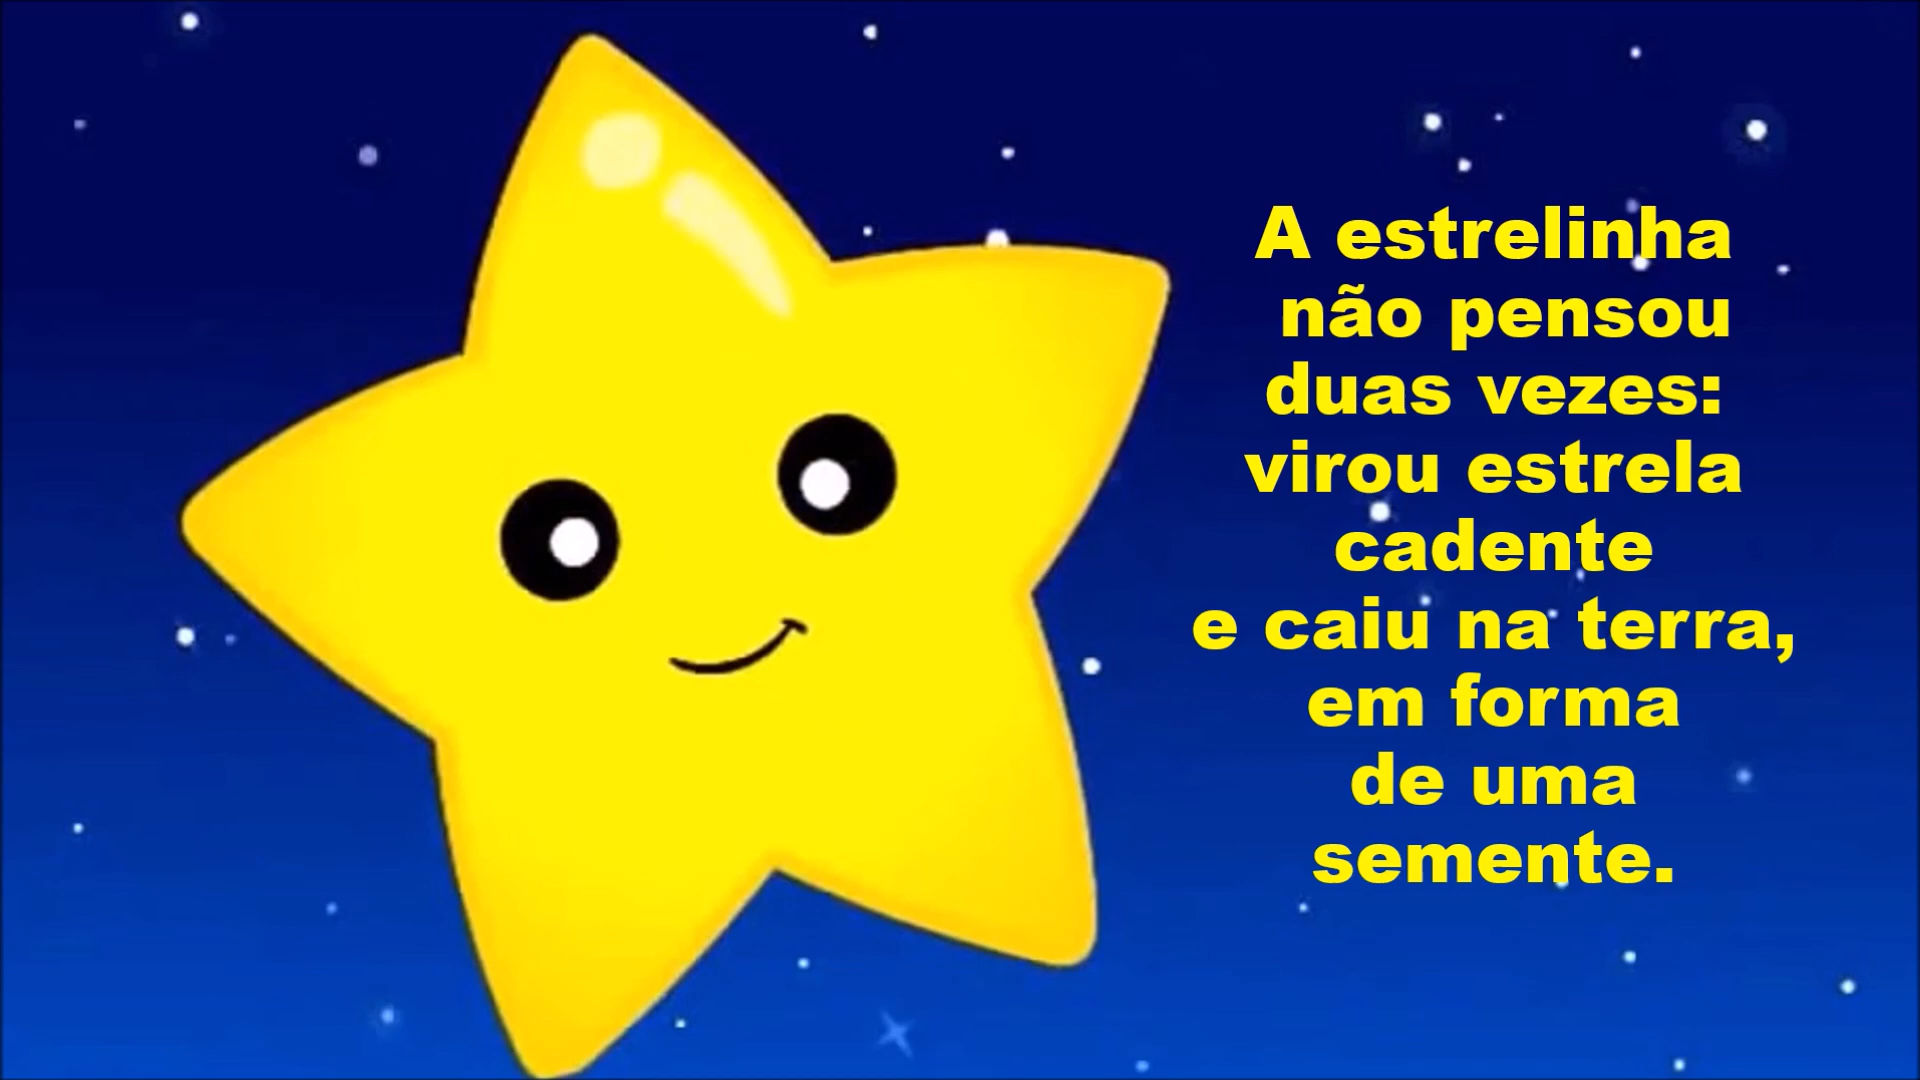 A estrelinha
não pensou
duas vezes:
virou estrela
cadente
e caiu na terra,
em forma
de uma
semente.